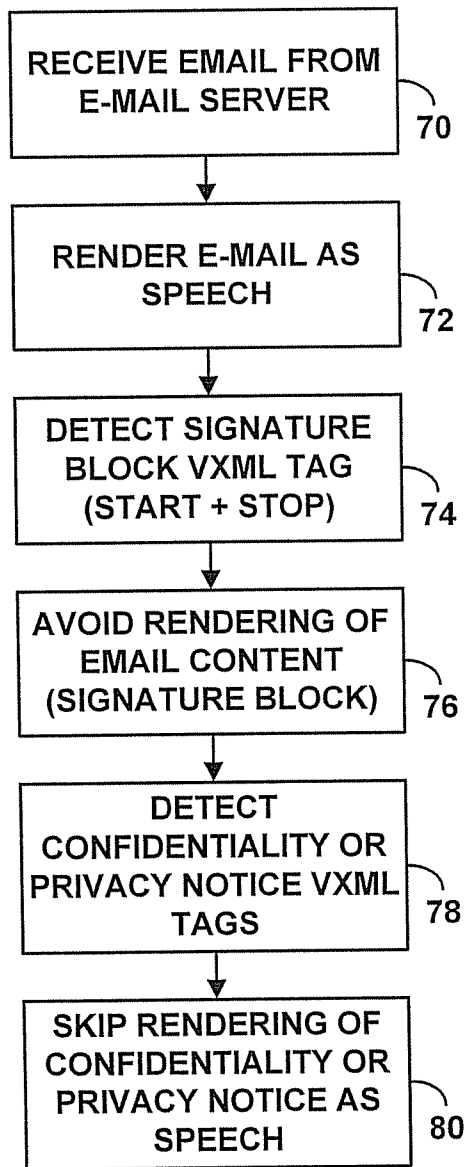 RECEIVE EMAIL FROM
E-MAIL SERVER
70
RENDER E-MAIL AS
SPEECH
72
DETECT SIGNATURE
BLOCK VXML TAG
(START + STOP)
74
AVOID RENDERING OF
EMAIL CONTENT
(SIGNATURE BLOCK)
76
DETECT
CONFIDENTIALITY OR
PRIVACY NOTICE VXML
TAGS
78
SKIP RENDERING OF
CONFIDENTIALITY OR
PRIVACY NOTICE AS
SPEECH
80